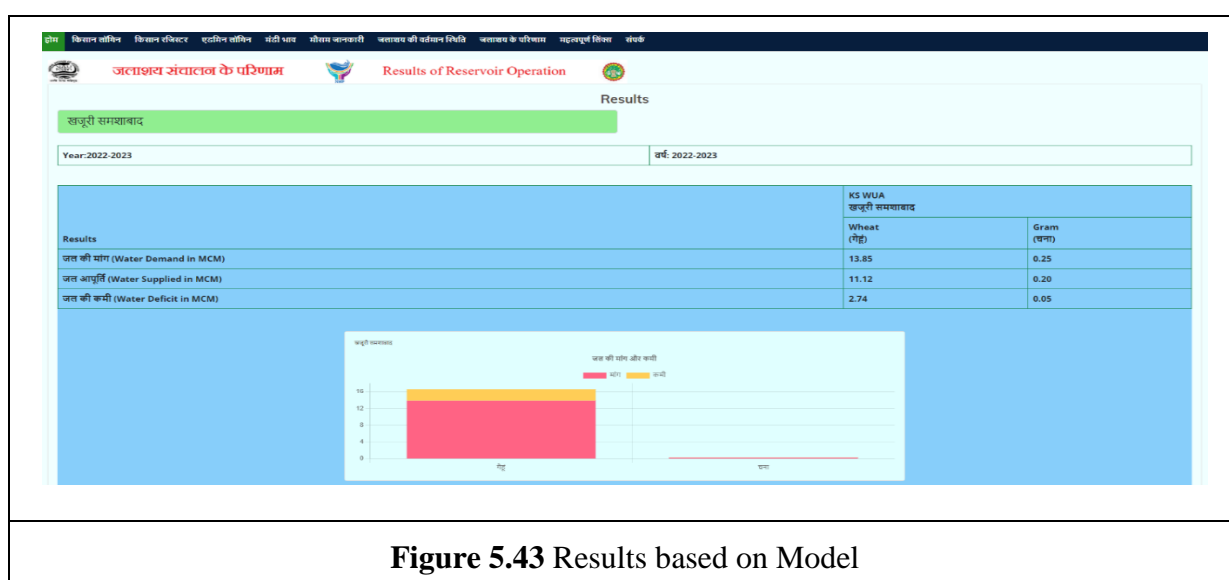 होम किसान लॉगिन किसान रजिस्टर एडमिन लॉगिन मंडी भाव मौसम जानकारी जलाशय की वर्तमान स्थिति जलाशय के परिणाम महत्वपूर्ण लिंक्स संपर्क
जलाशय संचालन के परिणाम Results of Reservoir Operation
Results
खजूरी समशाबाद
Year:2022-2023 वर्ष: 2022-2023
KS WUA
खजूरी समशाबाद
Results Wheat (गेहूं) Gram (चना)
जल की मांग (Water Demand in MCM) 13.85 0.25
जल आपूर्ति (Water Supplied in MCM) 11.12 0.20
जल की कमी (Water Deficit in MCM) 2.74 0.05
खजूरी समशाबाद
जल की मांग और कमी
मांग कमी
16
12
8
4
0
गेहूं चना
Figure 5.43 Results based on Model